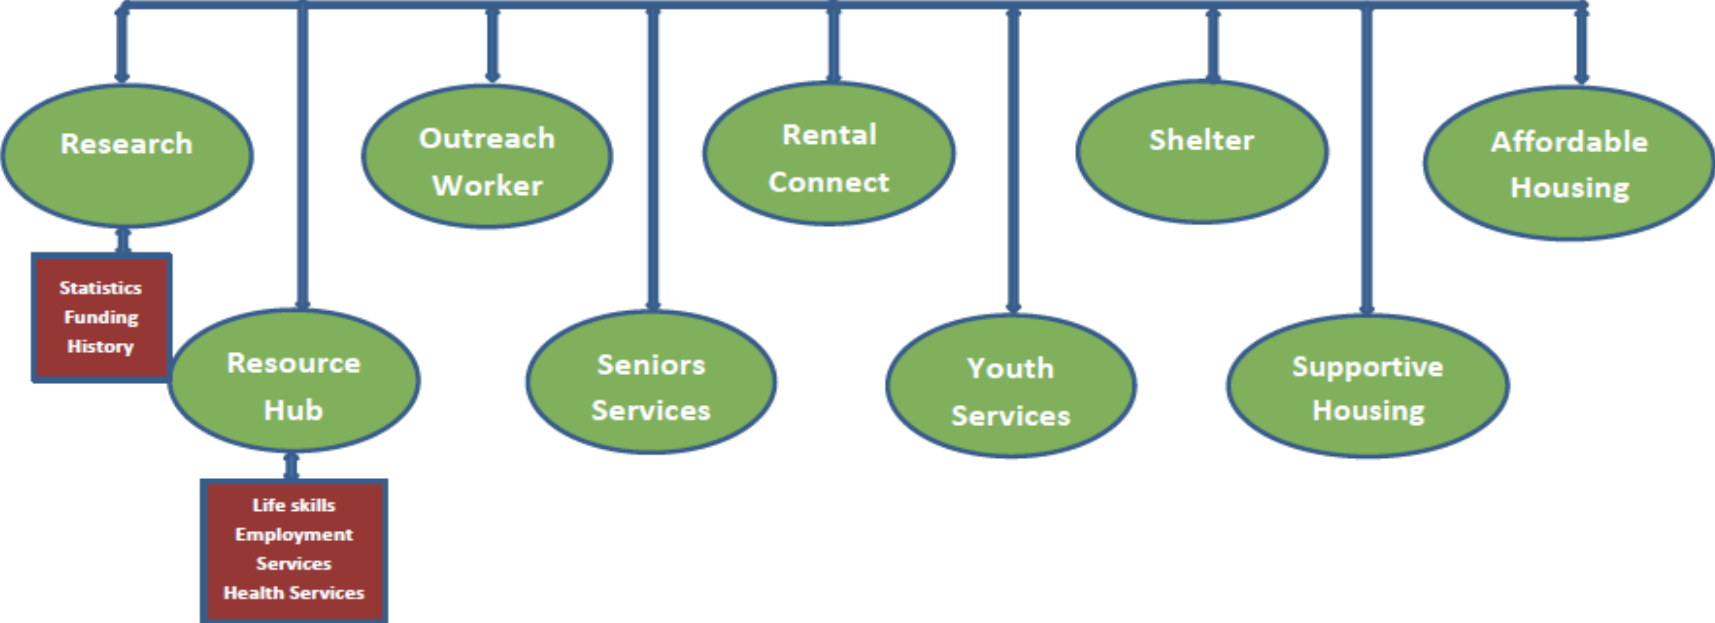 Research
Outreach
Worker
Rental
Connect
Shelter
Affordable
Housing
Statistics
Funding
History
Resource
Hub
Seniors
Services
Youth
Services
Supportive
Housing
Life skills
Employment
Services
Health Services